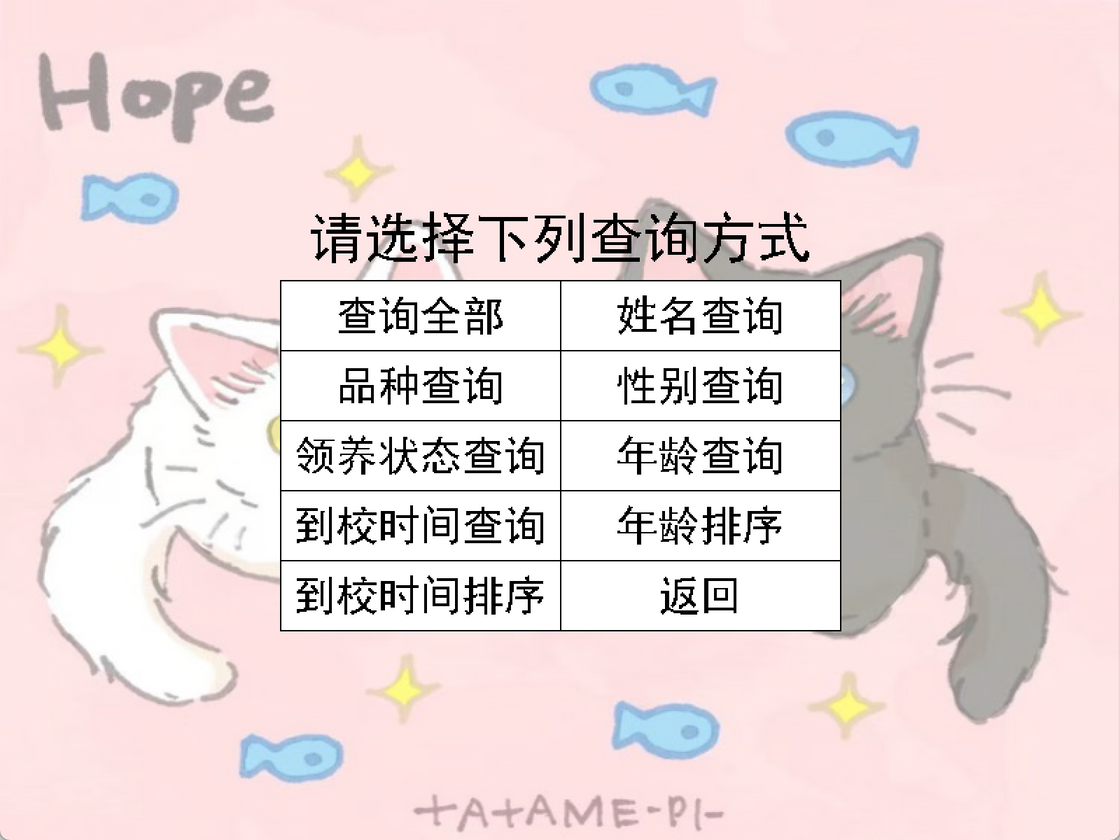 Hope
请选择下列查询方式
查询全部 姓名查询
品种查询 性别查询
领养状态查询 年龄查询
到校时间查询 年龄排序
到校时间排序 返回
tAtAME-PI-